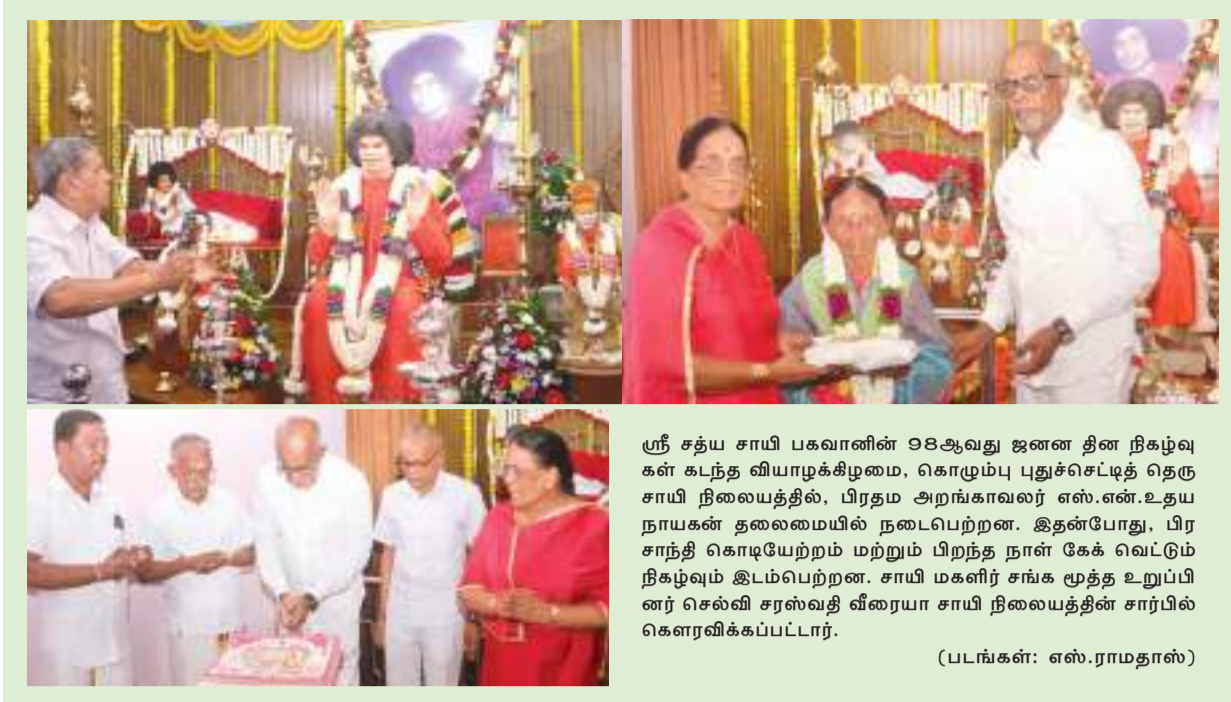 ஸ்ரீ சத்ய சாயி பகவானின் 98ஆவது ஜனன தின நிகழ்வு
கள் கடந்த வியாழக்கிழமை, கொழும்பு புதுச்செட்டித் தெரு
சாயி நிலையத்தில், பிரதம அறங்காவலர் எஸ்.என்.உதய
நாயகன் தலைமையில் நடைபெற்றன. இதன்போது, பிர
சாந்தி கொடியேற்றம் மற்றும் பிறந்த நாள் கேக் வெட்டும்
நிகழ்வும் இடம்பெற்றன. சாயி மகளிர் சங்க மூத்த உறுப்பி
னர் செல்வி சரஸ்வதி வீரையா சாயி நிலையத்தின் சார்பில்
கௌரவிக்கப்பட்டார்.
(படங்கள்: எஸ்.ராமதாஸ்)